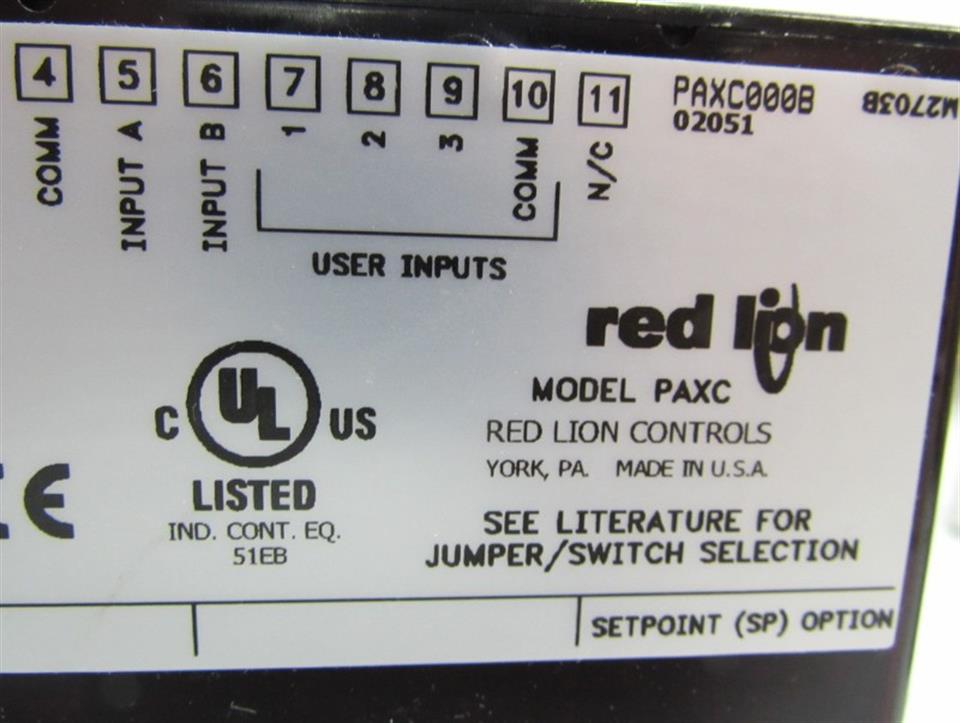 4 5 6 7 8 9 10 11
COMM
INPUT A
INPUT B
1
2
3
COMM
N/C
USER INPUTS
PAXC000B
02051
M2703B
red lion
MODEL PAXC
RED LION CONTROLS
YORK, PA. MADE IN U.S.A.
SEE LITERATURE FOR
JUMPER/SWITCH SELECTION
C UL US
LISTED
IND. CONT. EQ.
51EB
CE
SETPOINT (SP) OPTION